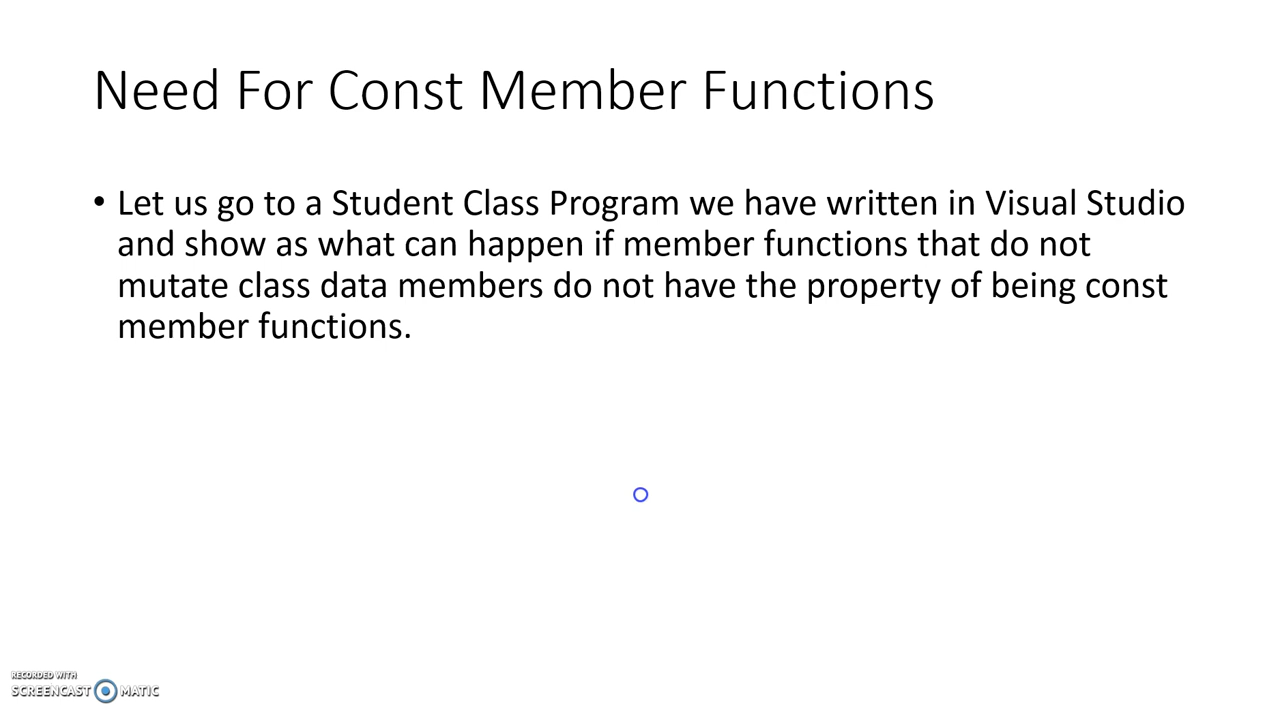 Need For Const Member Functions
• Let us go to a Student Class Program we have written in Visual Studio
and show as what can happen if member functions that do not
mutate class data members do not have the property of being const
member functions.
RECORDED WITH
SCREENCAST MATIC